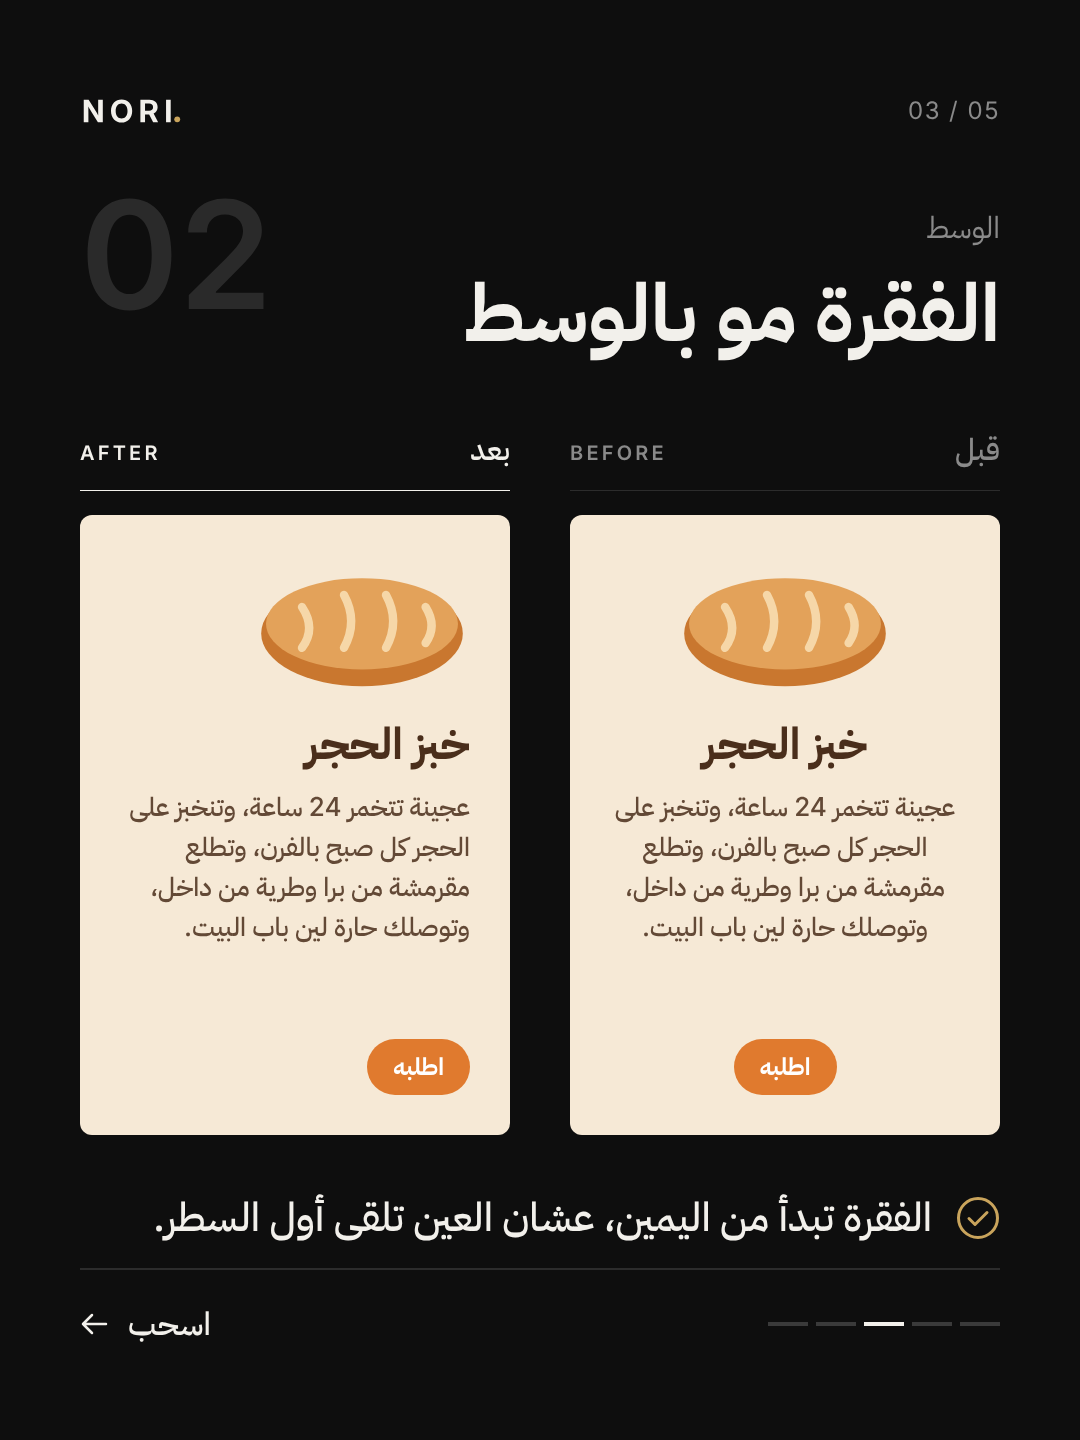 NORI.
03 / 05
02
الوسط
الفقرة مو بالوسط
قبل
BEFORE
خبز الحجر
عجينة تتخمر 24 ساعة، وتنخبز على
الحجر كل صبح بالفرن، وتطلع
مقرمشة من برا وطرية من داخل،
وتوصلك حارة لين باب البيت.
اطلبه
بعد
AFTER
خبز الحجر
عجينة تتخمر 24 ساعة، وتنخبز على
الحجر كل صبح بالفرن، وتطلع
مقرمشة من برا وطرية من داخل،
وتوصلك حارة لين باب البيت.
اطلبه
الفقرة تبدأ من اليمين، عشان العين تلقى أول السطر.
اسحب ←